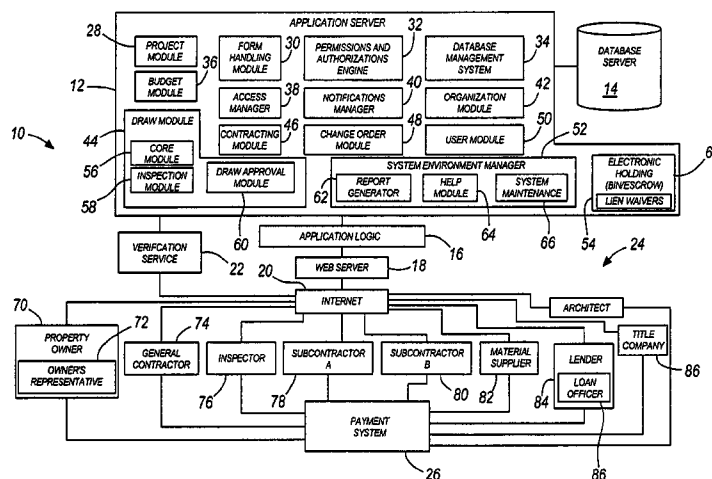 APPLICATION SERVER
28
PROJECT
MODULE
FORM
HANDLING
MODULE
30
PERMISSIONS AND
AUTHORIZATIONS
ENGINE
32
DATABASE
MANAGEMENT
SYSTEM
34
DATABASE
SERVER
14
BUDGET
MODULE
36
12
ACCESS
MANAGER
38
NOTIFICATIONS
MANAGER
40
ORGANIZATION
MODULE
42
10
44
DRAW MODULE
CONTRACTING
MODULE
46
CHANGE ORDER
MODULE
48
USER MODULE
50
52
56
CORE
MODULE
58
INSPECTION
MODULE
DRAW APPROVAL
MODULE
60
SYSTEM ENVIRONMENT MANAGER
62
REPORT
GENERATOR
HELP
MODULE
64
SYSTEM
MAINTENANCE
66
ELECTRONIC
HOLDING
(BIN/ESCROW)
6
LIEN WAIVERS
54
VERIFCATION
SERVICE
22
APPLICATION LOGIC
16
WEB SERVER
18
24
20
INTERNET
ARCHITECT
70
PROPERTY
OWNER
72
OWNER'S
REPRESENTATIVE
74
GENERAL
CONTRACTOR
INSPECTOR
76
SUBCONTRACTOR
A
78
SUBCONTRACTOR
B
80
MATERIAL
SUPPLIER
82
LENDER
84
LOAN
OFFICER
86
TITLE
COMPANY
86
PAYMENT
SYSTEM
26